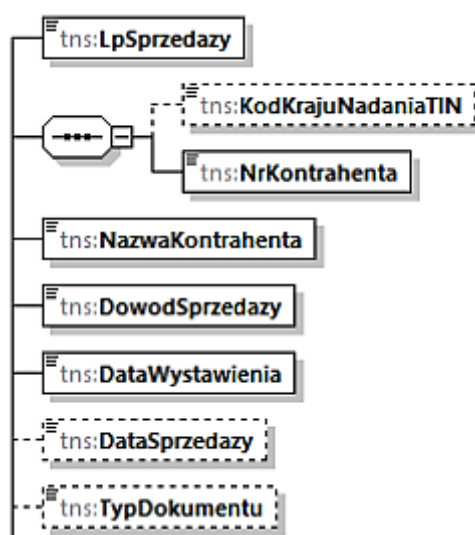 tns:LpSprzedazy
tns:KodKrajuNadaniaTIN
tns:NrKontrahenta
tns:NazwaKontrahenta
tns:DowodSprzedazy
tns:DataWystawienia
tns:DataSprzedazy
tns:TypDokumentu